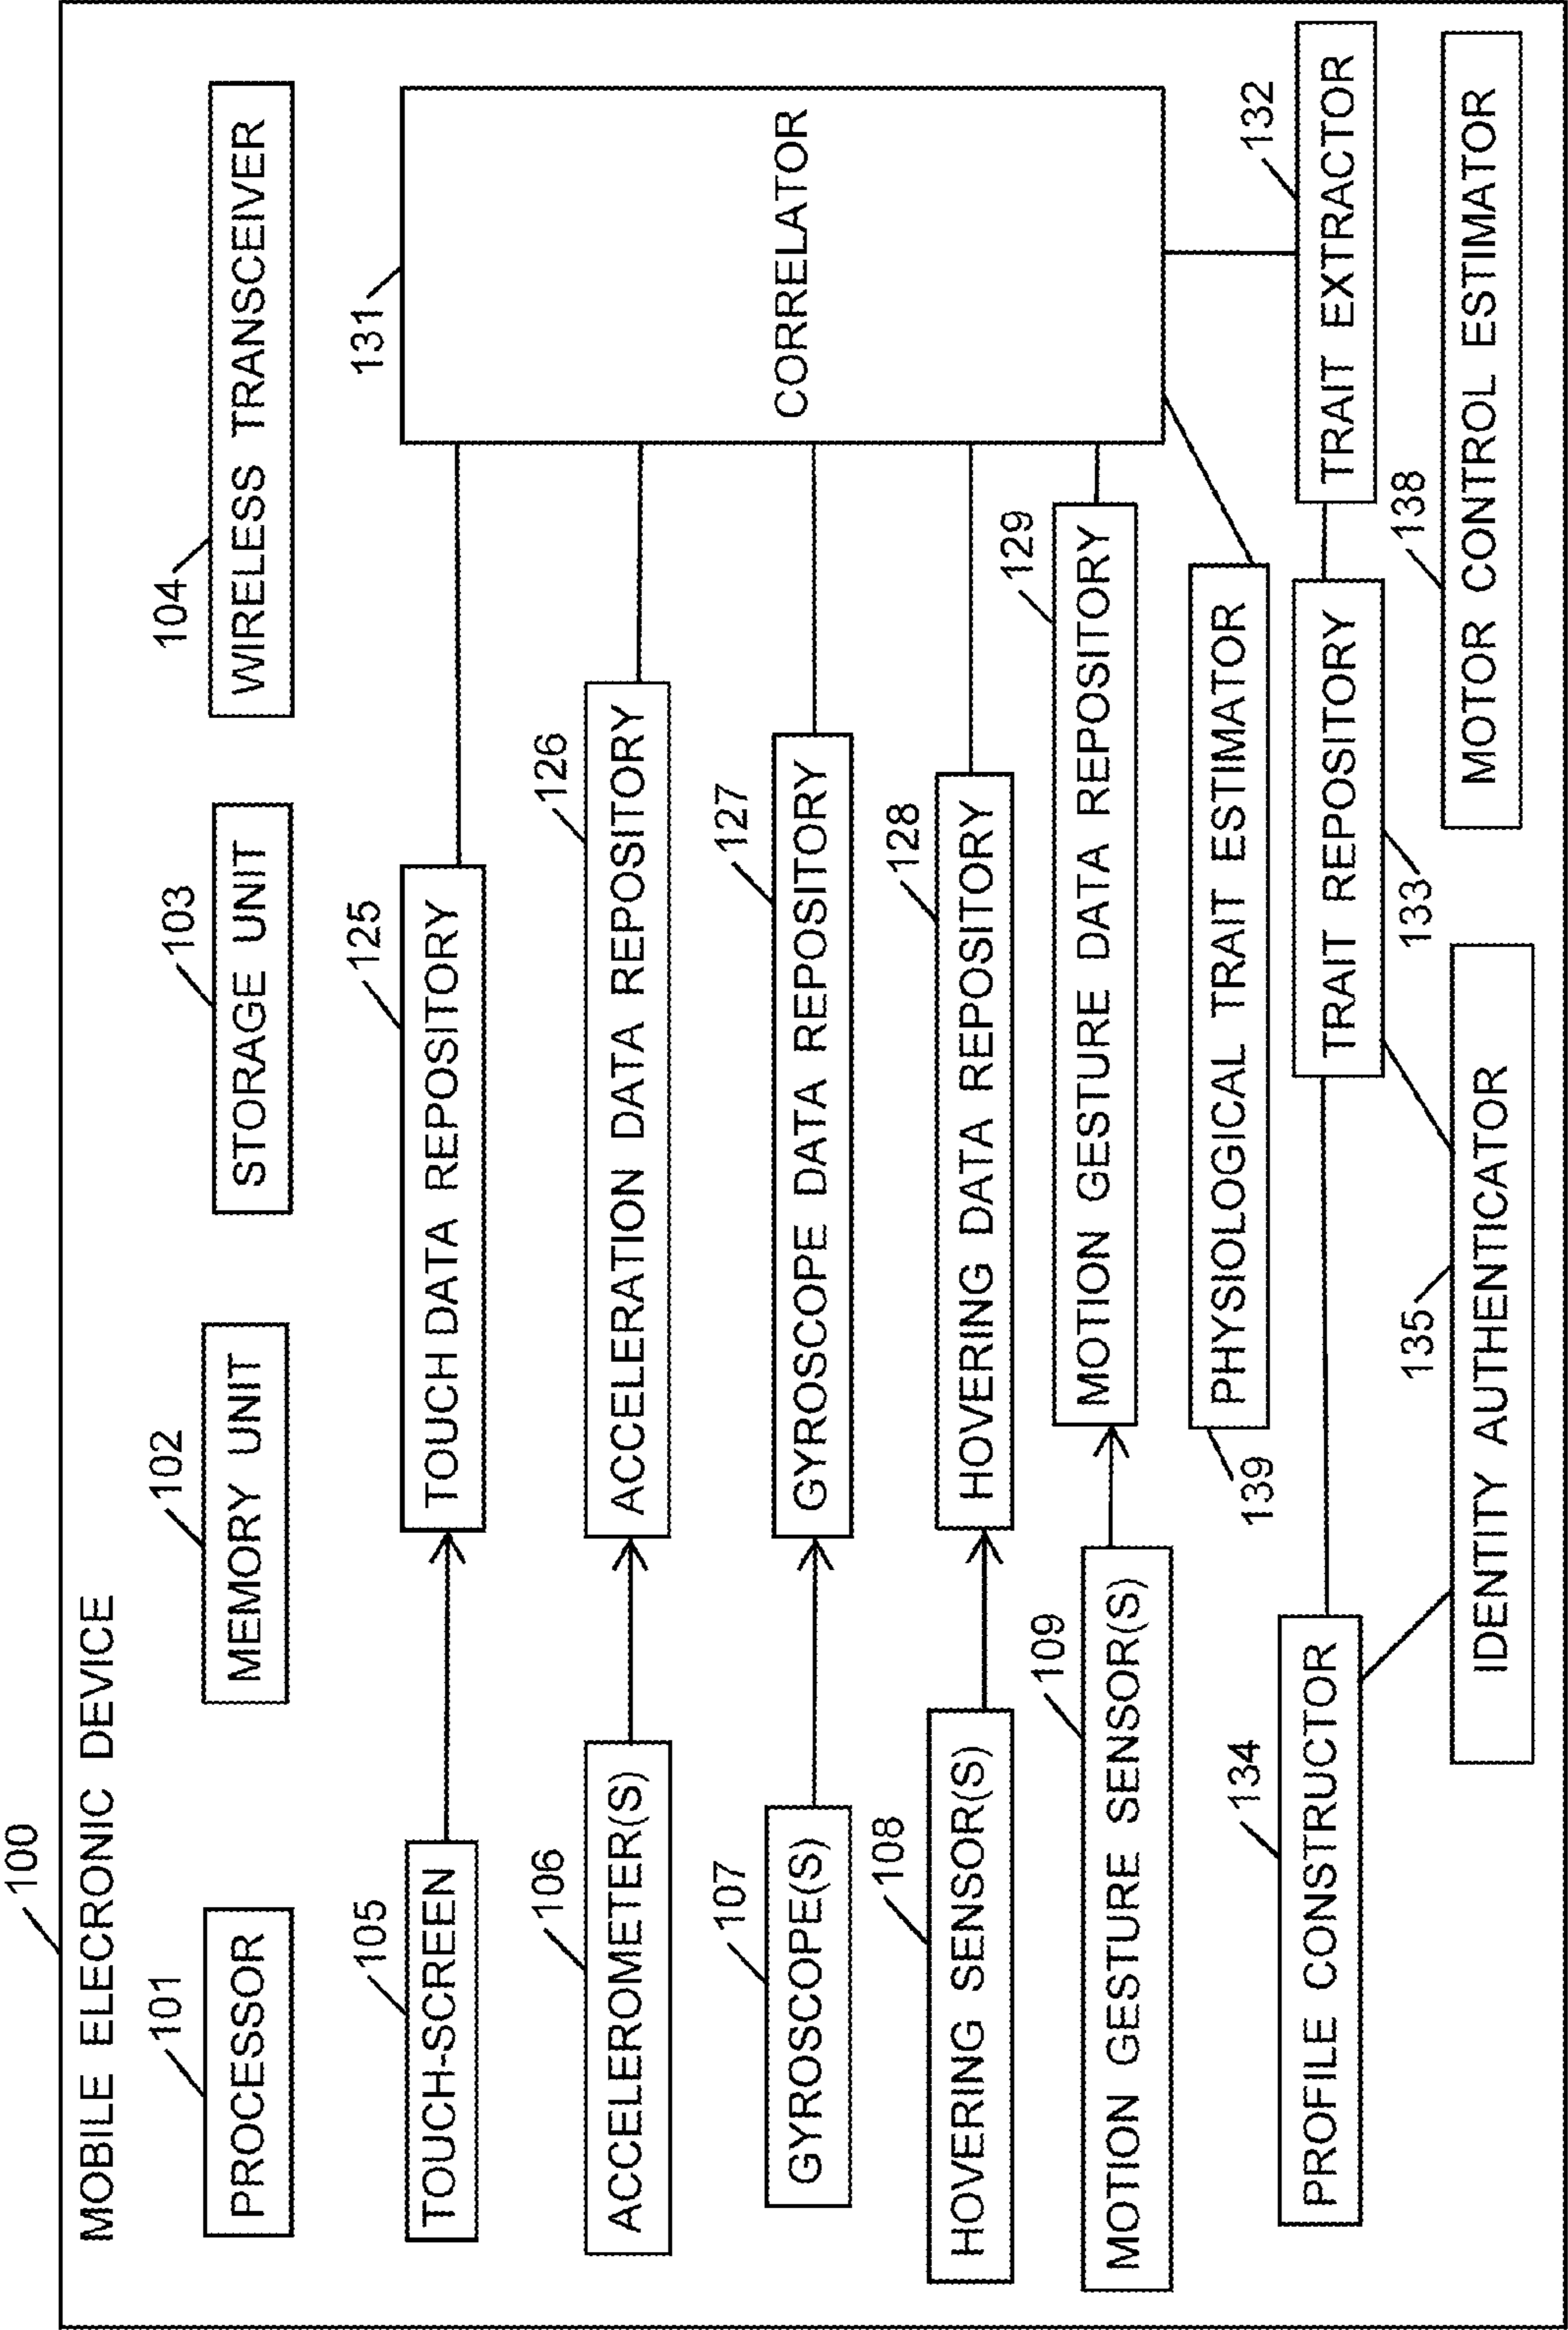 100
MOBILE ELECRONIC DEVICE
101
102
103
104
PROCESSOR
MEMORY UNIT
STORAGE UNIT
WIRELESS TRANSCEIVER
105
125
131
TOUCH-SCREEN
TOUCH DATA REPOSITORY
CORRELATOR
106
126
ACCELEROMETER(S)
ACCELERATION DATA REPOSITORY
107
127
GYROSCOPE(S)
GYROSCOPE DATA REPOSITORY
108
128
HOVERING SENSOR(S)
HOVERING DATA REPOSITORY
109
129
MOTION GESTURE SENSOR(S)
MOTION GESTURE DATA REPOSITORY
139
PHYSIOLOGICAL TRAIT ESTIMATOR
134
132
PROFILE CONSTRUCTOR
TRAIT REPOSITORY
TRAIT EXTRACTOR
135
133
138
IDENTITY AUTHENTICATOR
MOTOR CONTROL ESTIMATOR